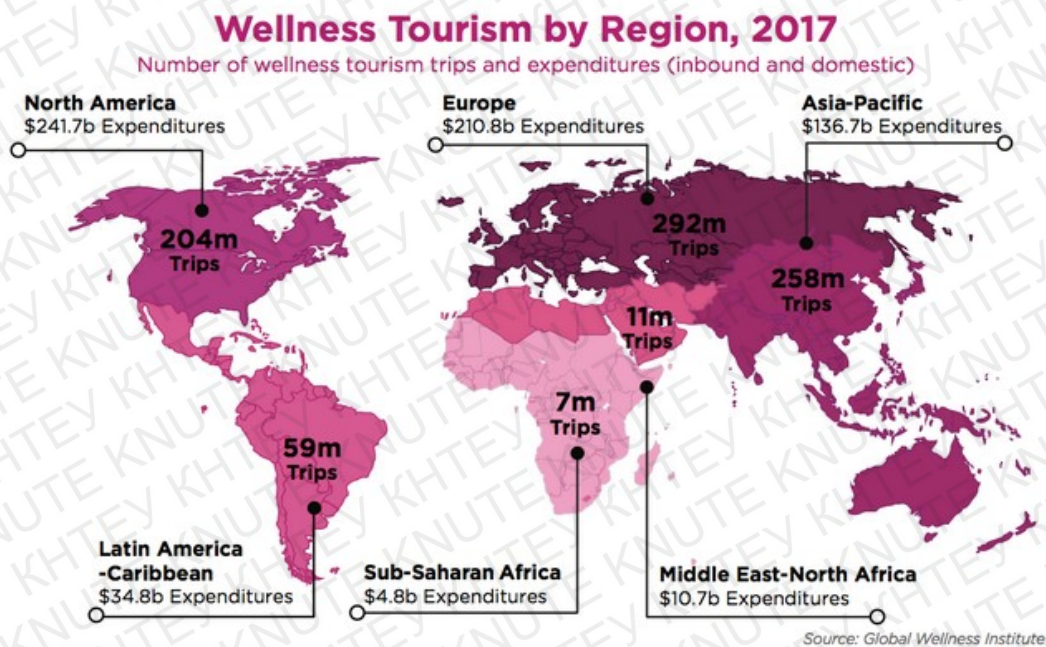 Wellness Tourism by Region, 2017
Number of wellness tourism trips and expenditures (inbound and domestic)
North America
$241.7b Expenditures
Europe
$210.8b Expenditures
Asia-Pacific
$136.7b Expenditures
204m
Trips
292m
Trips
258m
Trips
11m
Trips
7m
Trips
59m
Trips
Latin America
-Caribbean
$34.8b Expenditures
Sub-Saharan Africa
$4.8b Expenditures
Middle East-North Africa
$10.7b Expenditures
Source: Global Wellness Institute